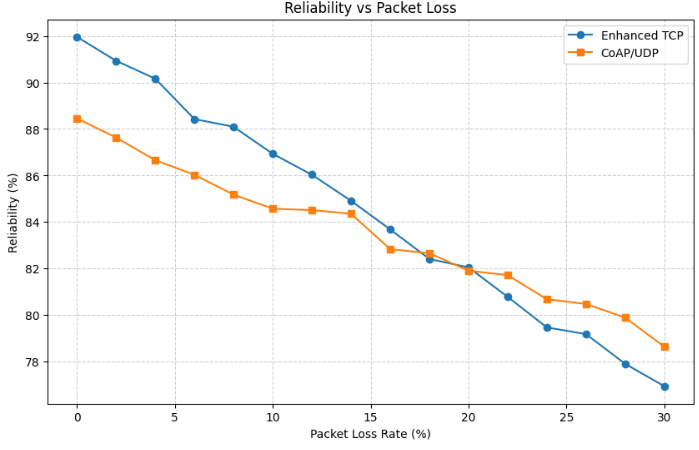 Reliability vs Packet Loss
Enhanced TCP
CoAP/UDP
Reliability (%)
92
90
88
86
84
82
80
78
0 5 10 15 20 25 30
Packet Loss Rate (%)